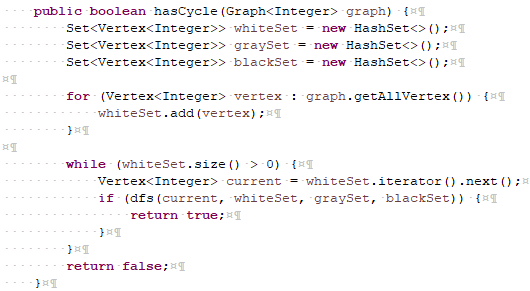 public boolean hasCycle(Graph<Integer> graph) {
Set<Vertex<Integer>> whiteSet = new HashSet<>();
Set<Vertex<Integer>> graySet = new HashSet<>();
Set<Vertex<Integer>> blackSet = new HashSet<>();

for (Vertex<Integer> vertex : graph.getAllVertex()) {
whiteSet.add(vertex);
}

while (whiteSet.size() > 0) {
Vertex<Integer> current = whiteSet.iterator().next();
if (dfs(current, whiteSet, graySet, blackSet)) {
return true;
}
}
return false;
}